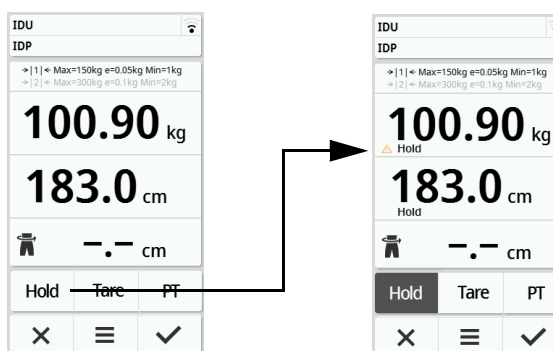 IDU
IDP
→|1|← Max=150kg e=0.05kg Min=1kg
→|2|← Max=300kg e=0.1kg Min=2kg
100.90 kg
183.0 cm
–.– cm
Hold Tare PT
IDU
IDP
→|1|← Max=150kg e=0.05kg Min=1kg
→|2|← Max=300kg e=0.1kg Min=2kg
100.90 kg
Hold
183.0 cm
Hold
–.– cm
Hold Tare PT